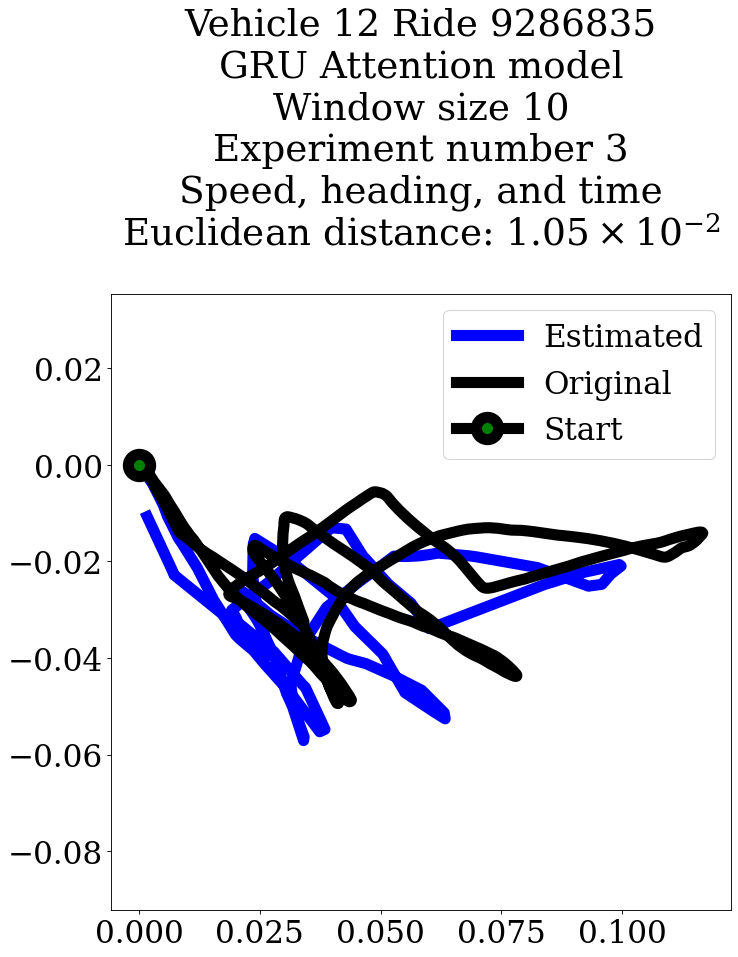 Vehicle 12 Ride 9286835
GRU Attention model
Window size 10
Experiment number 3
Speed, heading, and time
Euclidean distance: 1.05 × 10⁻²
Estimated
Original
Start
0.02
0.00
−0.02
−0.04
−0.06
−0.08
0.000 0.025 0.050 0.075 0.100